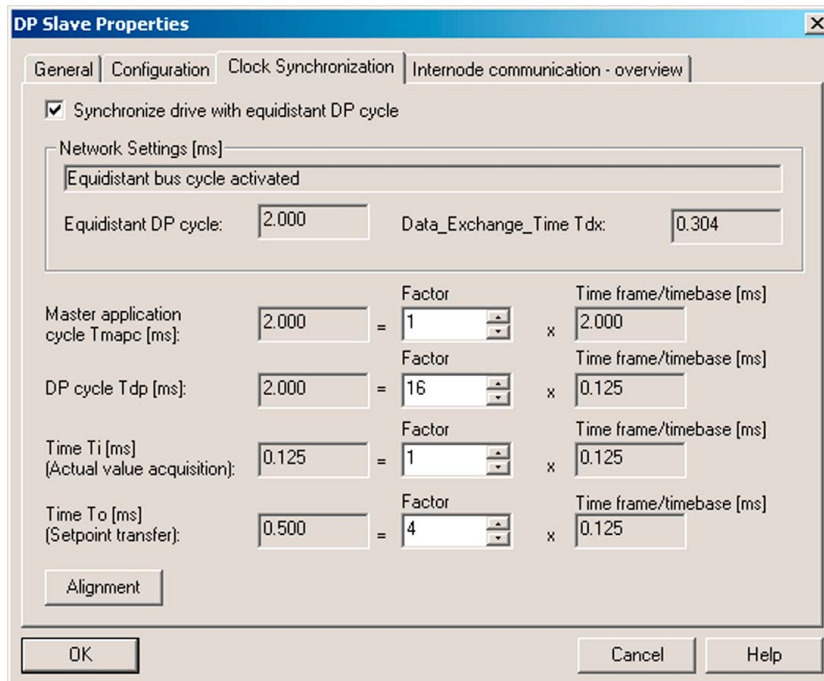 DP Slave Properties
General Configuration Clock Synchronization Internode communication - overview
Synchronize drive with equidistant DP cycle
Network Settings [ms]
Equidistant bus cycle activated
Equidistant DP cycle: 2.000 Data_Exchange_Time Tdx: 0.304
Factor Time frame/timebase [ms]
Master application
cycle Tmapc [ms]: 2.000 = 1 x 2.000
Factor Time frame/timebase [ms]
DP cycle Tdp [ms]: 2.000 = 16 x 0.125
Factor Time frame/timebase [ms]
Time Ti [ms]
(Actual value acquisition): 0.125 = 1 x 0.125
Factor Time frame/timebase [ms]
Time To [ms]
(Setpoint transfer): 0.500 = 4 x 0.125
Alignment
OK Cancel Help